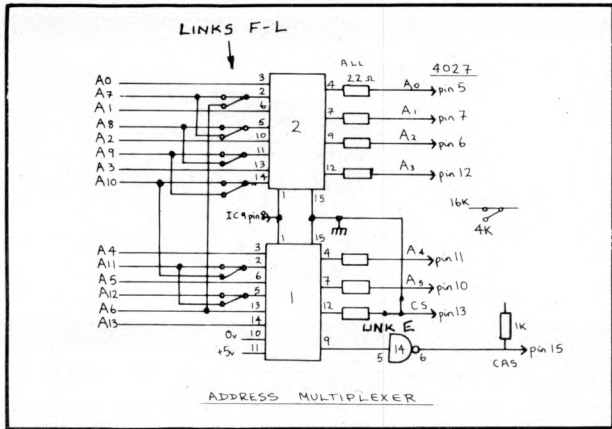 LINKS F-L
ALL
22Ω
4027
A0 3 4 A0 pin 5
A7 2
A1 6 7 A1 pin 7
A8 5 2
A2 10 9 A2 pin 6
A9 11
A3 13 12 A3 pin 12
A10 14
1 15
16K
4K
IC9 pin 8
1 15
A4 3 4 A4 pin 11
A11 2
A5 6 7 A5 pin 10
A12 5 1
A6 13 12 CS pin 13
A13 14 LINK E
0v 10 9 14 1K
+5v 11 5 6 pin 15
CAS
ADDRESS MULTIPLEXER